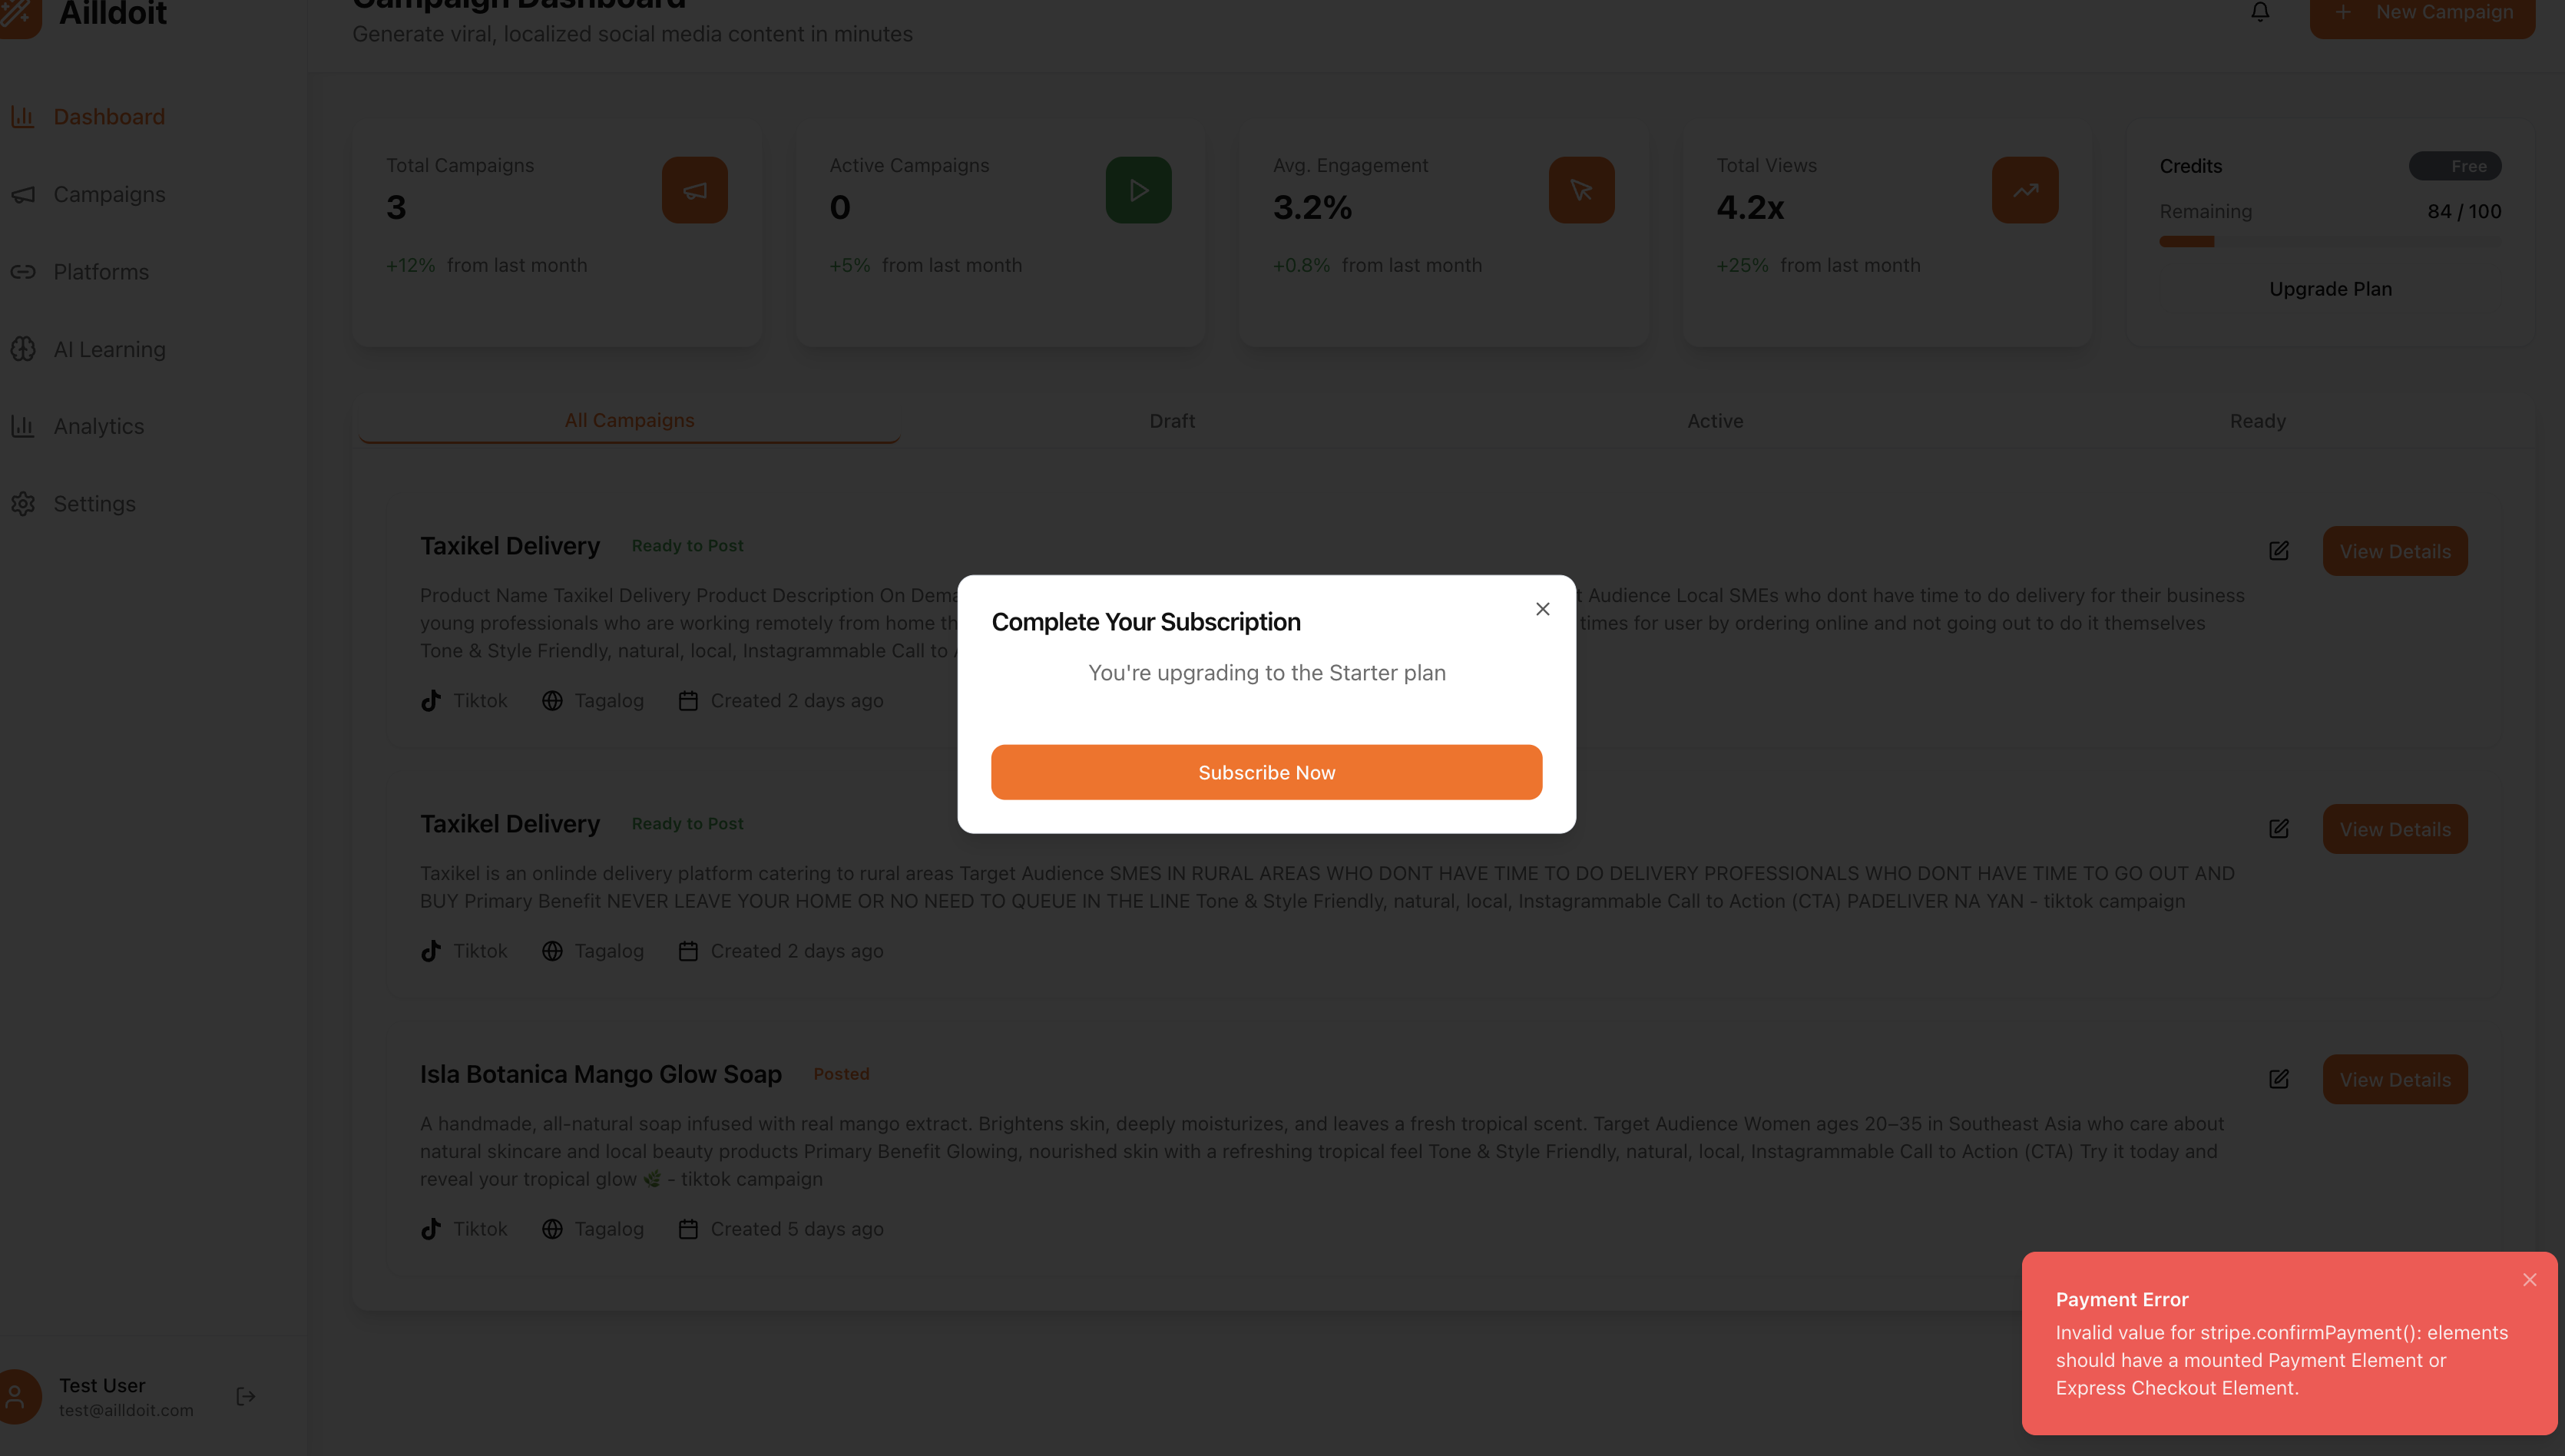 Ailldoit
Campaign Dashboard
Generate viral, localized social media content in minutes
New Campaign
Dashboard
Campaigns
Platforms
AI Learning
Analytics
Settings
Total Campaigns
3
+12% from last month
Active Campaigns
0
+5% from last month
Avg. Engagement
3.2%
+0.8% from last month
Total Views
4.2x
+25% from last month
Credits
Free
Remaining
84 / 100
Upgrade Plan
All Campaigns
Draft
Active
Ready
Taxikel Delivery
Ready to Post
View Details
Product Name Taxikel Delivery Product Description On Dema
Audience Local SMEs who dont have time to do delivery for their business
young professionals who are working remotely from home th
times for user by ordering online and not going out to do it themselves
Tone & Style Friendly, natural, local, Instagrammable Call to
Tiktok
Tagalog
Created 2 days ago
Complete Your Subscription
You're upgrading to the Starter plan
Subscribe Now
Taxikel Delivery
Ready to Post
View Details
Taxikel is an onlinde delivery platform catering to rural areas Target Audience SMES IN RURAL AREAS WHO DONT HAVE TIME TO DO DELIVERY PROFESSIONALS WHO DONT HAVE TIME TO GO OUT AND
BUY Primary Benefit NEVER LEAVE YOUR HOME OR NO NEED TO QUEUE IN THE LINE Tone & Style Friendly, natural, local, Instagrammable Call to Action (CTA) PADELIVER NA YAN - tiktok campaign
Tiktok
Tagalog
Created 2 days ago
Isla Botanica Mango Glow Soap
Posted
View Details
A handmade, all-natural soap infused with real mango extract. Brightens skin, deeply moisturizes, and leaves a fresh tropical scent. Target Audience Women ages 20–35 in Southeast Asia who care about
natural skincare and local beauty products Primary Benefit Glowing, nourished skin with a refreshing tropical feel Tone & Style Friendly, natural, local, Instagrammable Call to Action (CTA) Try it today and
reveal your tropical glow 🌿 - tiktok campaign
Tiktok
Tagalog
Created 5 days ago
Test User
test@ailldoit.com
Payment Error
Invalid value for stripe.confirmPayment(): elements
should have a mounted Payment Element or
Express Checkout Element.